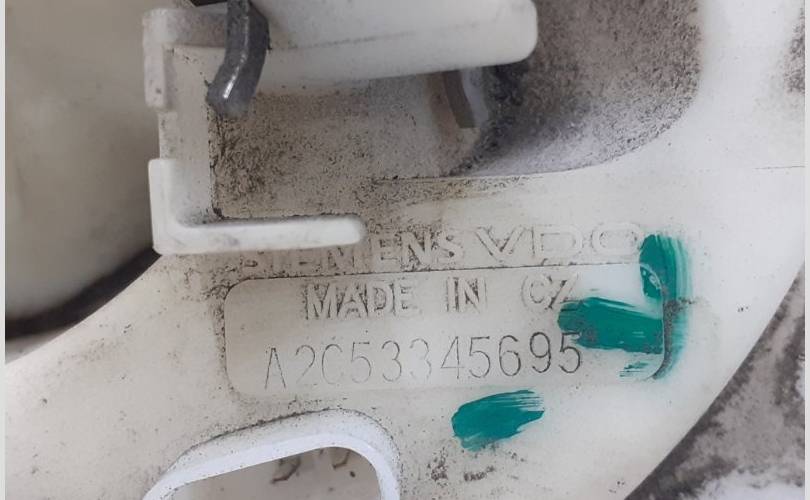 SIEMENS VDO
MADE IN CZ
A2C53345695